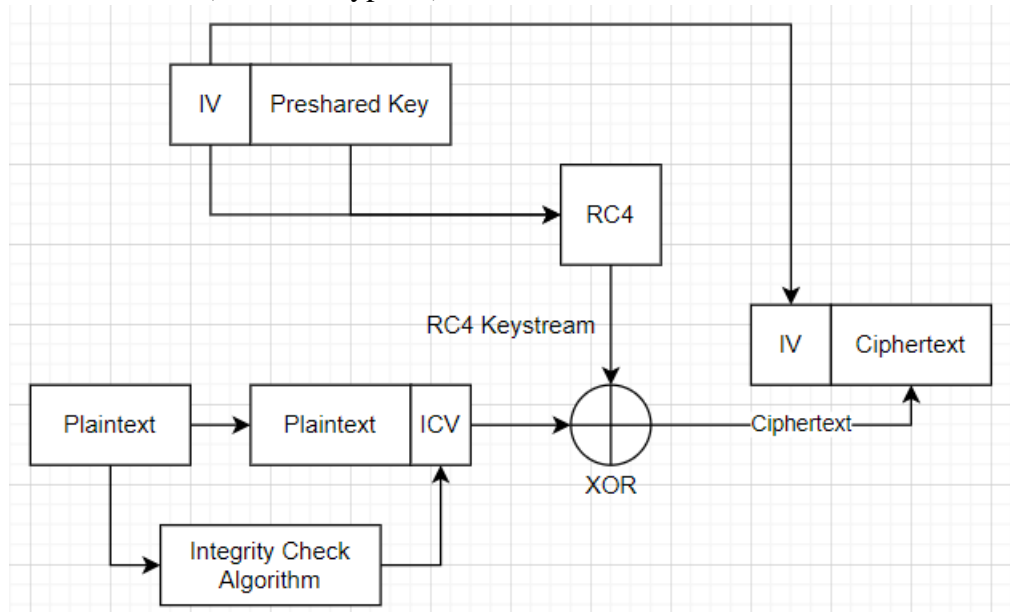 IV
Preshared Key
RC4
RC4 Keystream
IV
Ciphertext
Plaintext
Plaintext
ICV
Ciphertext
XOR
Integrity Check
Algorithm